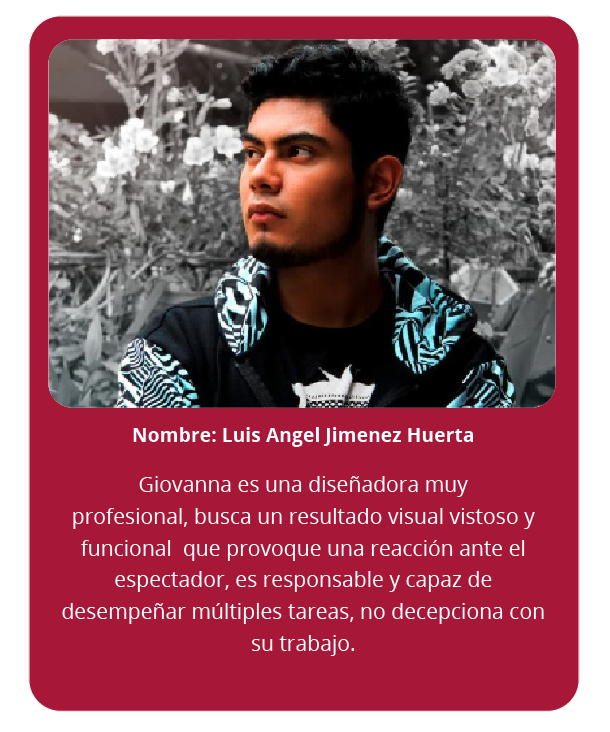 Nombre: Luis Angel Jimenez Huerta
Giovanna es una diseñadora muy
profesional, busca un resultado visual vistoso y
funcional  que provoque una reacción ante el
espectador, es responsable y capaz de
desempeñar múltiples tareas, no decepciona con
su trabajo.